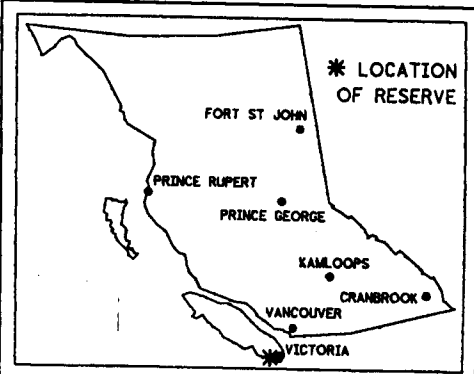 * LOCATION
OF RESERVE
FORT ST JOHN
PRINCE RUPERT
PRINCE GEORGE
KAMLOOPS
CRANBROOK
VANCOUVER
VICTORIA